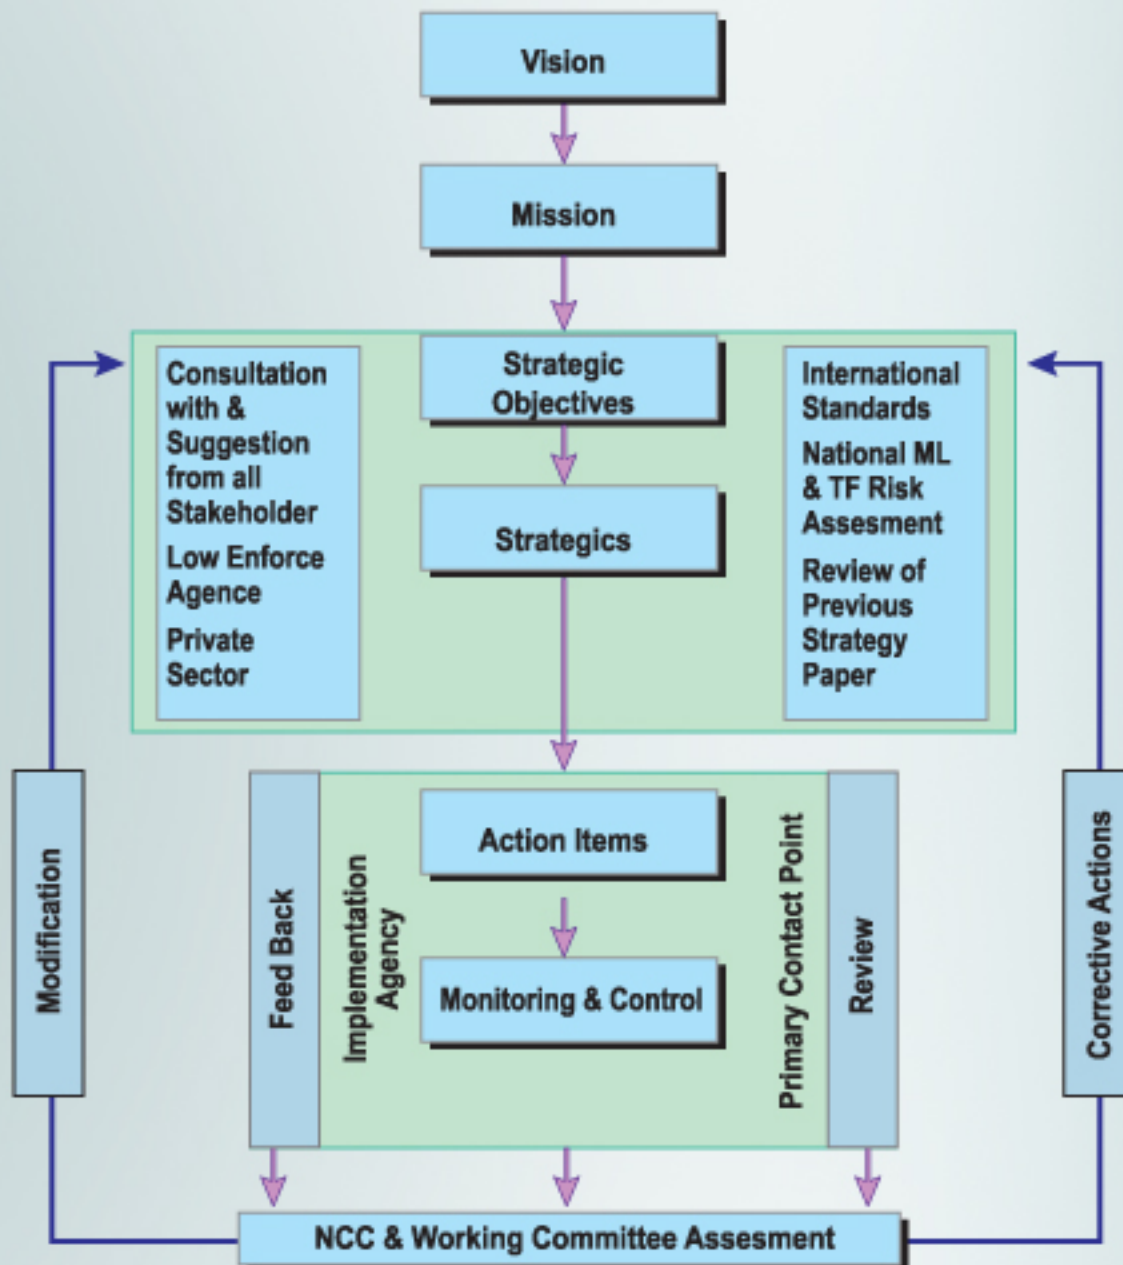 Vision
Mission
Strategic
Objectives
Strategics
Consultation
with &
Suggestion
from all
Stakeholder
Low Enforce
Agence
Private
Sector
International
Standards
National ML
& TF Risk
Assesment
Review of
Previous
Strategy
Paper
Modification
Feed Back
Implementation
Agency
Action Items
Monitoring & Control
Primary Contact Point
Review
Corrective Actions
NCC & Working Committee Assesment